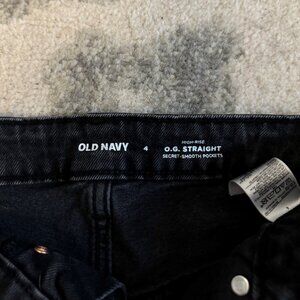 OLD NAVY
4
HIGH-RISE
O.G. STRAIGHT
SECRET-SMOOTH POCKETS